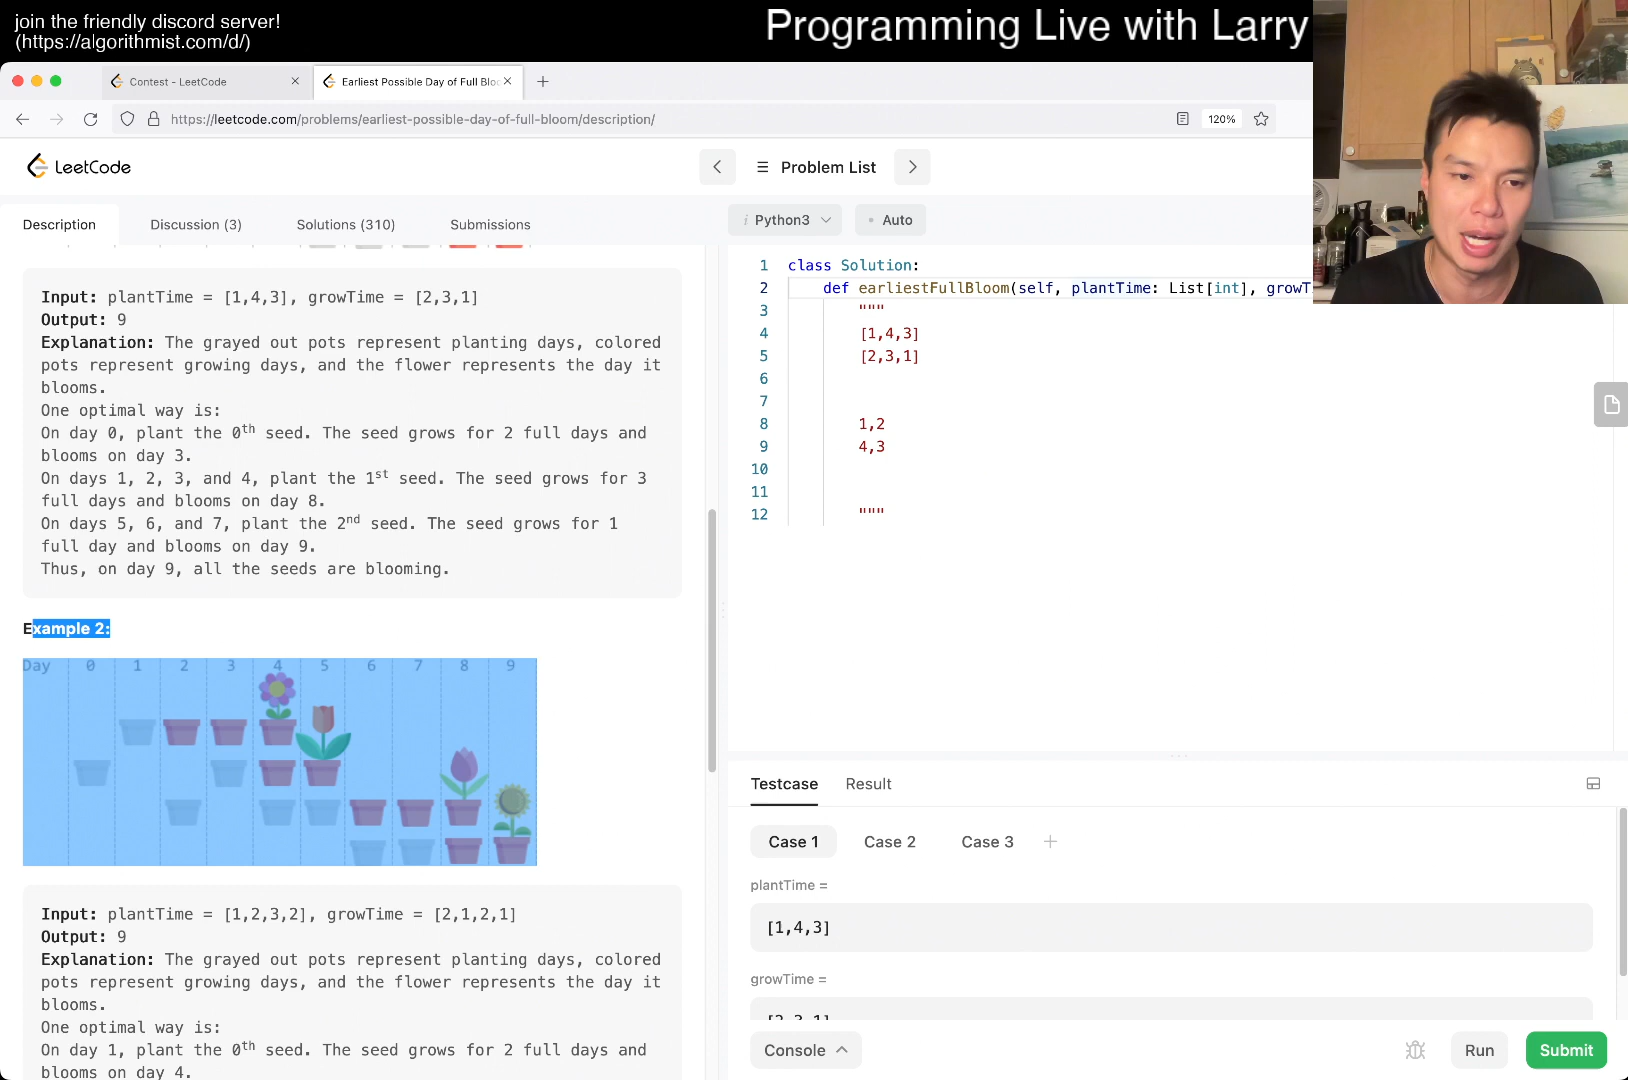 join the friendly discord server!
(https://algorithmist.com/d/)
Programming Live with Larry
Contest - LeetCode
Earliest Possible Day of Full Bloo
https://leetcode.com/problems/earliest-possible-day-of-full-bloom/description/
120%
LeetCode
Problem List
Description
Discussion (3)
Solutions (310)
Submissions
Python3
Auto
Input: plantTime = [1,4,3], growTime = [2,3,1]
Output: 9
Explanation: The grayed out pots represent planting days, colored
pots represent growing days, and the flower represents the day it
blooms.
One optimal way is:
On day 0, plant the 0th seed. The seed grows for 2 full days and
blooms on day 3.
On days 1, 2, 3, and 4, plant the 1st seed. The seed grows for 3
full days and blooms on day 8.
On days 5, 6, and 7, plant the 2nd seed. The seed grows for 1
full day and blooms on day 9.
Thus, on day 9, all the seeds are blooming.
Example 2:
Day 0 1 2 3 4 5 6 7 8 9
Input: plantTime = [1,2,3,2], growTime = [2,1,2,1]
Output: 9
Explanation: The grayed out pots represent planting days, colored
pots represent growing days, and the flower represents the day it
blooms.
One optimal way is:
On day 1, plant the 0th seed. The seed grows for 2 full days and
blooms on day 4.
1 class Solution:
2 def earliestFullBloom(self, plantTime: List[int], growT
3 """
4 [1,4,3]
5 [2,3,1]
6
7
8 1,2
9 4,3
10
11
12 """
Testcase
Result
Case 1
Case 2
Case 3
plantTime =
[1,4,3]
growTime =
[2,3,1]
Console
Run
Submit